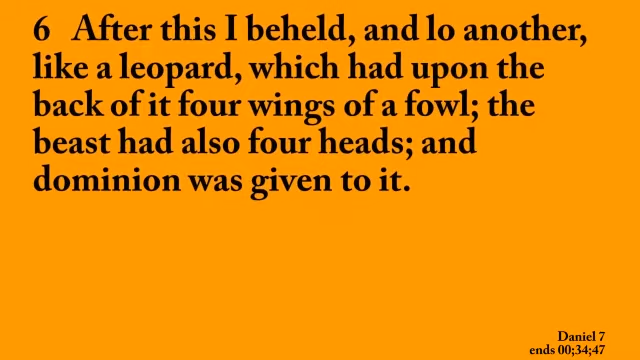 6 After this I beheld, and lo another,
like a leopard, which had upon the
back of it four wings of a fowl; the
beast had also four heads; and
dominion was given to it.
Daniel 7
ends 00;34;47